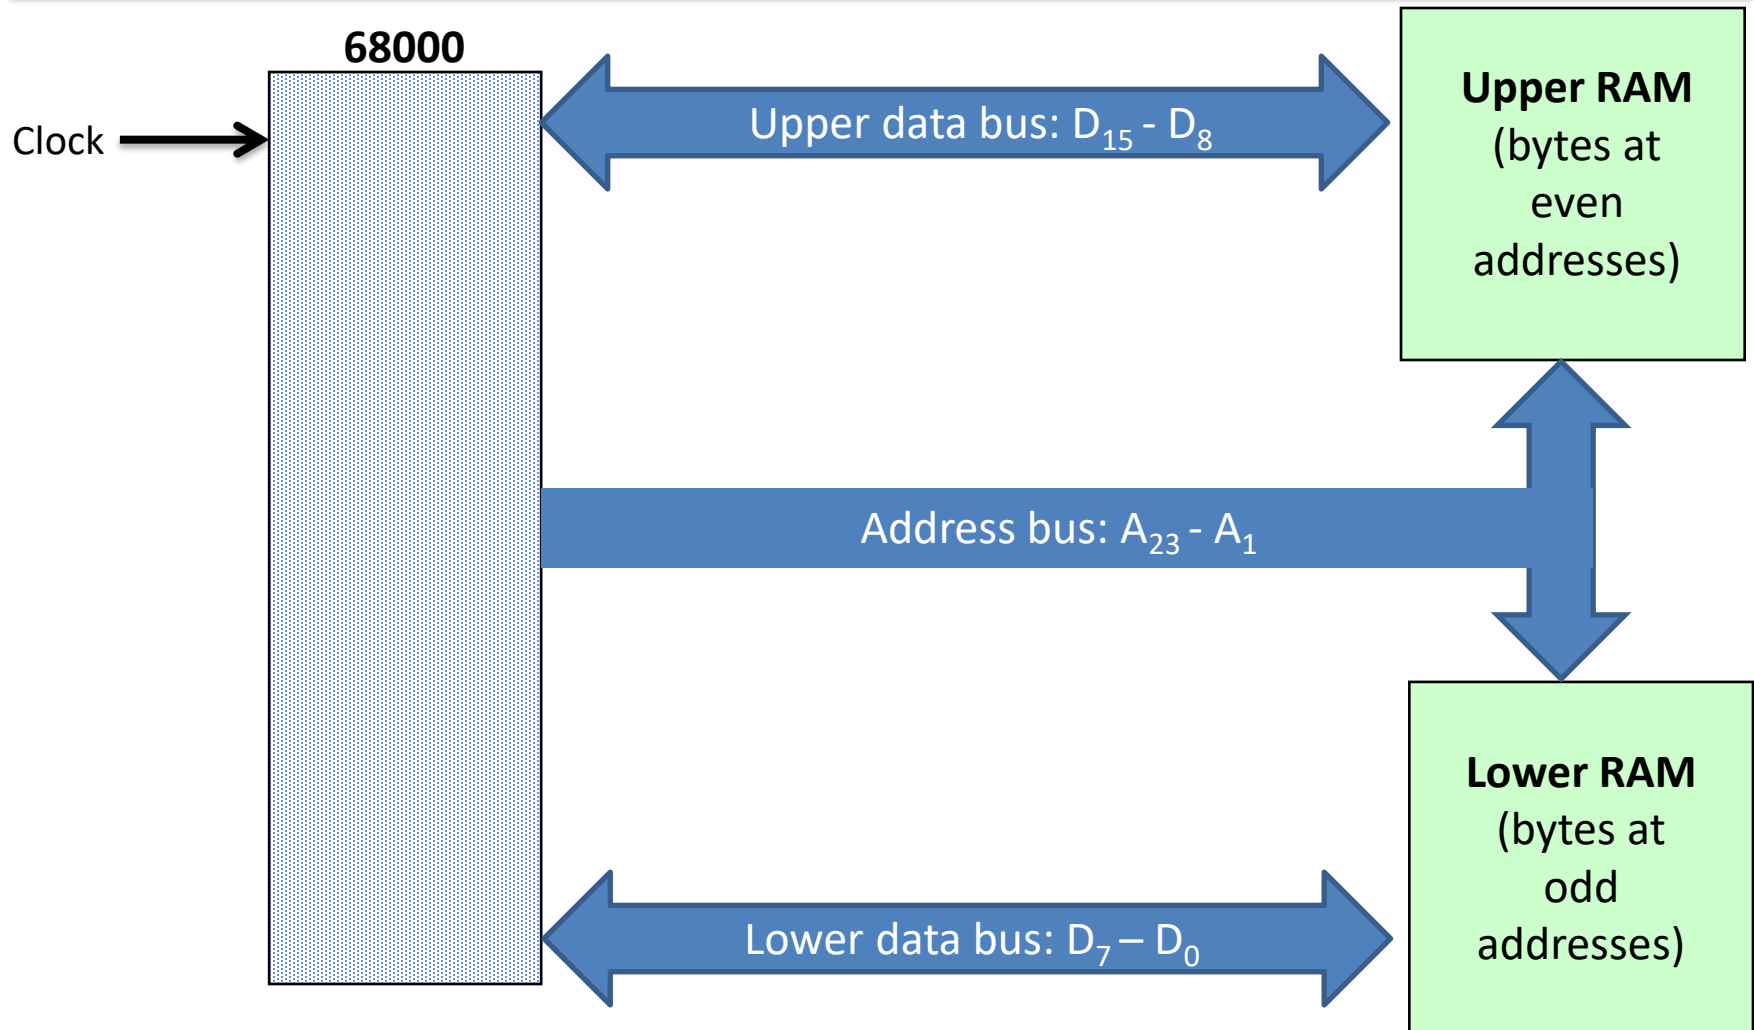 68000
Clock
Upper data bus: D₁₅ - D₈
Upper RAM
(bytes at
even
addresses)
Address bus: A₂₃ - A₁
Lower RAM
(bytes at
odd
addresses)
Lower data bus: D₇ – D₀